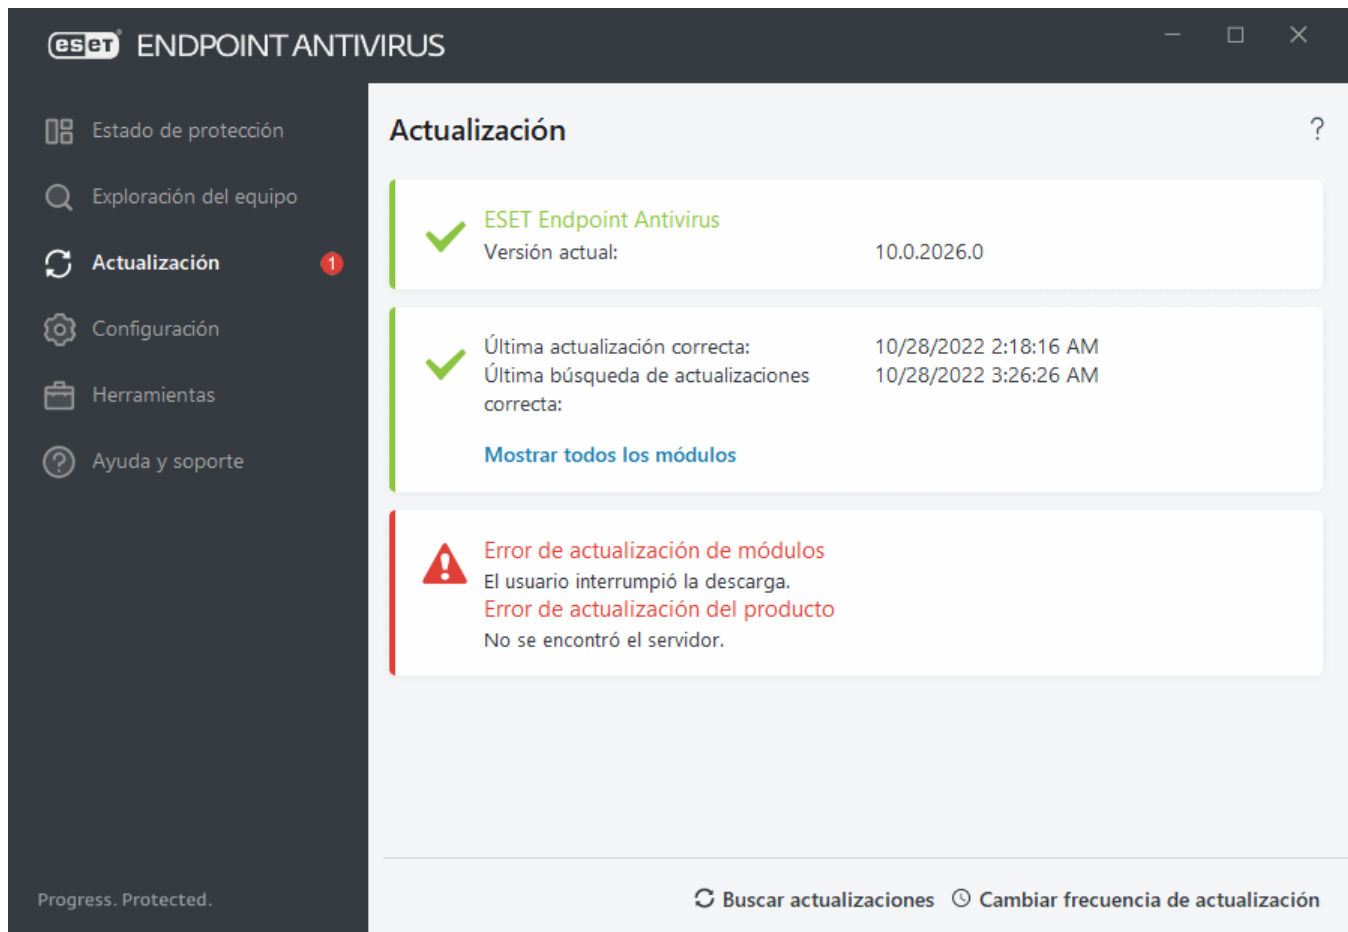 eset ENDPOINT ANTIVIRUS
Estado de protección
Exploración del equipo
Actualización 1
Configuración
Herramientas
Ayuda y soporte
Progress. Protected.
Actualización ?
ESET Endpoint Antivirus
Versión actual: 10.0.2026.0
Última actualización correcta: 10/28/2022 2:18:16 AM
Última búsqueda de actualizaciones 10/28/2022 3:26:26 AM
correcta:
Mostrar todos los módulos
Error de actualización de módulos
El usuario interrumpió la descarga.
Error de actualización del producto
No se encontró el servidor.
Buscar actualizaciones Cambiar frecuencia de actualización